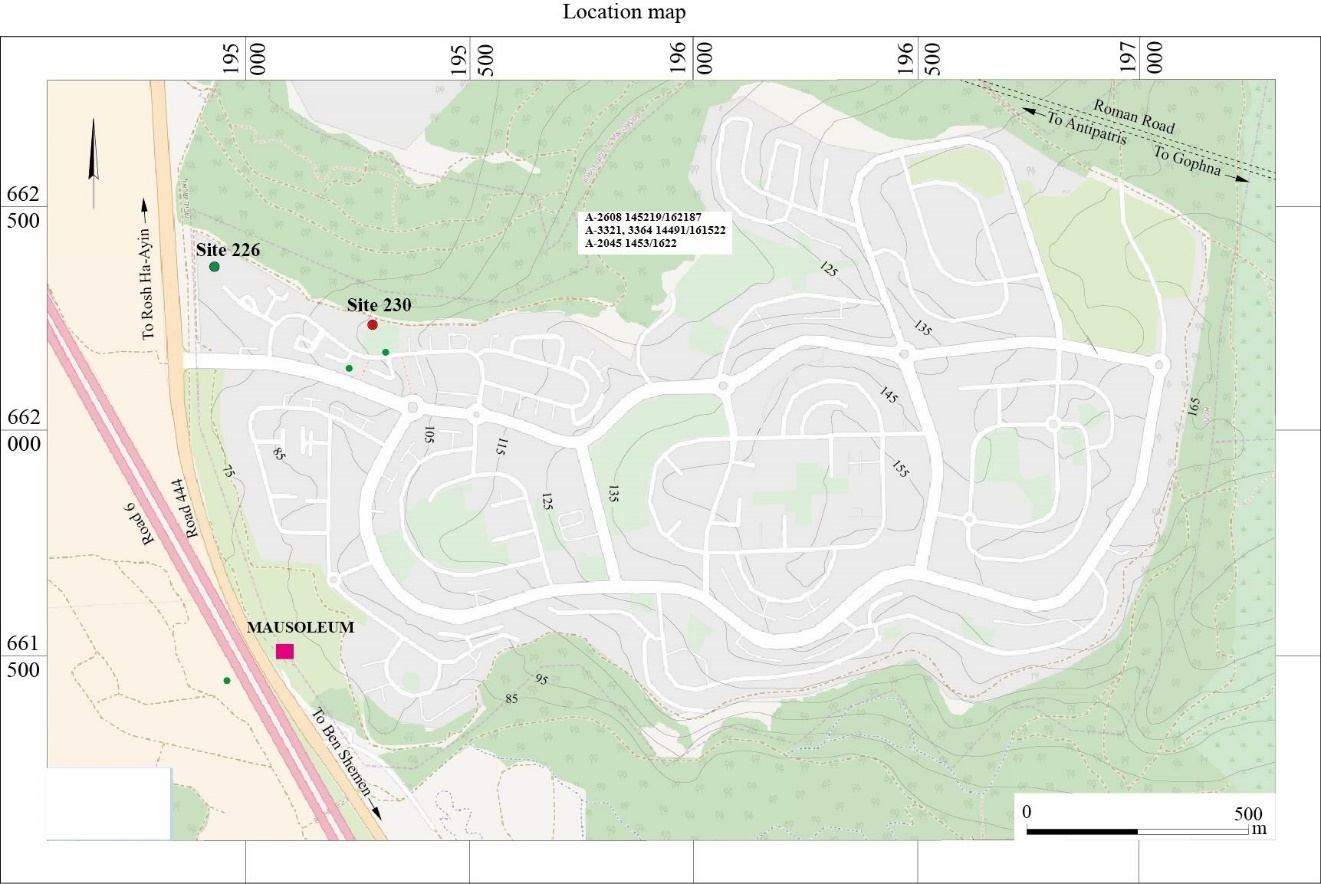 Location map
195
000
195
500
196
000
196
500
197
000
Roman Road
To Antipatris
To Gophna
662
500
To Rosh Ha-Ayin
Site 226
A-2608 145219/162187
A-3321, 3364 14491/161522
A-2045 1453/1622
125
Site 230
135
145
165
662
000
105
115
85
75
155
125
135
Road 6
Road 444
MAUSOLEUM
661
500
95
85
To Ben Shemen
0
500
m